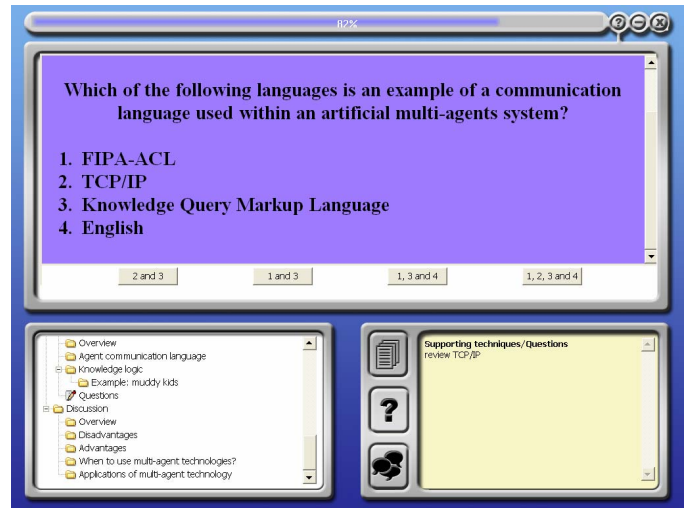 82%
Which of the following languages is an example of a communication
language used within an artificial multi-agents system?
1. FIPA-ACL
2. TCP/IP
3. Knowledge Query Markup Language
4. English
2 and 3
1 and 3
1, 3 and 4
1, 2, 3 and 4
Overview
Agent communication language
Knowledge logic
Example: muddy kids
Questions
Discussion
Overview
Disadvantages
Advantages
When to use multi-agent technologies?
Applications of multi-agent technology
Supporting techniques/Questions
review TCP/IP